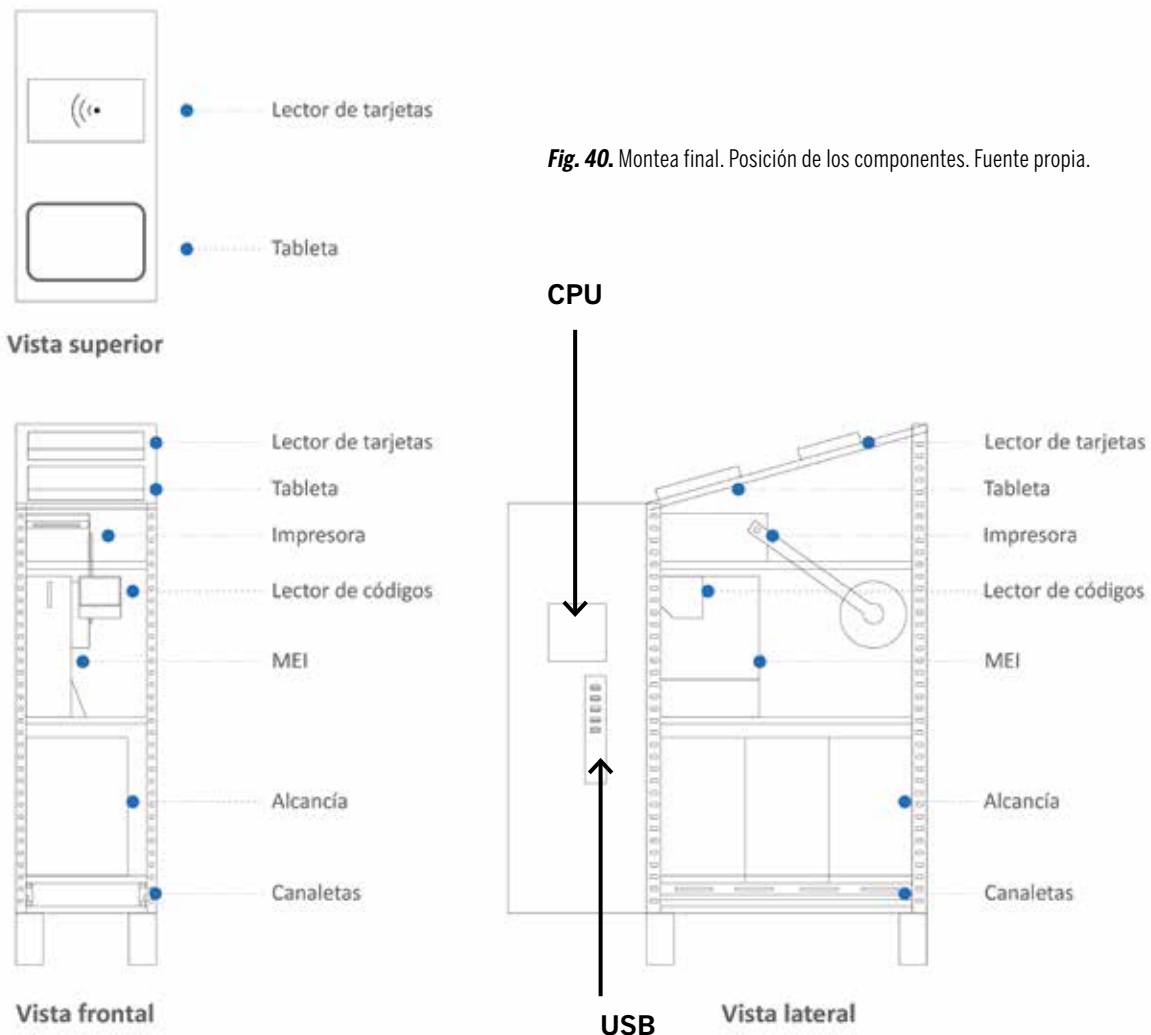 Lector de tarjetas
Fig. 40. Montea final. Posición de los componentes. Fuente propia.
Tableta
Vista superior
CPU
Lector de tarjetas
Tableta
Impresora
Lector de códigos
MEI
Alcancía
Canaletas
Vista frontal
Lector de tarjetas
Tableta
Impresora
Lector de códigos
MEI
Alcancía
Canaletas
USB
Vista lateral